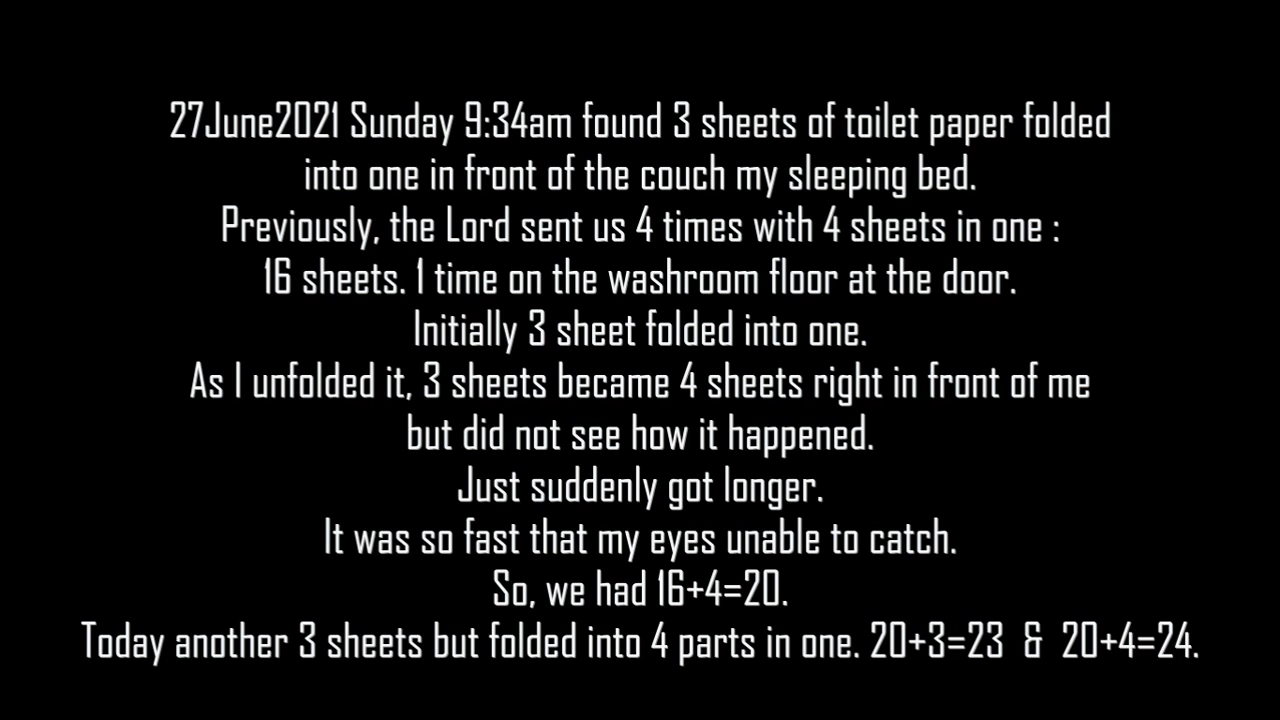 27June2021 Sunday 9:34am found 3 sheets of toilet paper folded
into one in front of the couch my sleeping bed.
Previously, the Lord sent us 4 times with 4 sheets in one :
16 sheets. 1 time on the washroom floor at the door.
Initially 3 sheet folded into one.
As I unfolded it, 3 sheets became 4 sheets right in front of me
but did not see how it happened.
Just suddenly got longer.
It was so fast that my eyes unable to catch.
So, we had 16+4=20.
Today another 3 sheets but folded into 4 parts in one. 20+3=23 & 20+4=24.